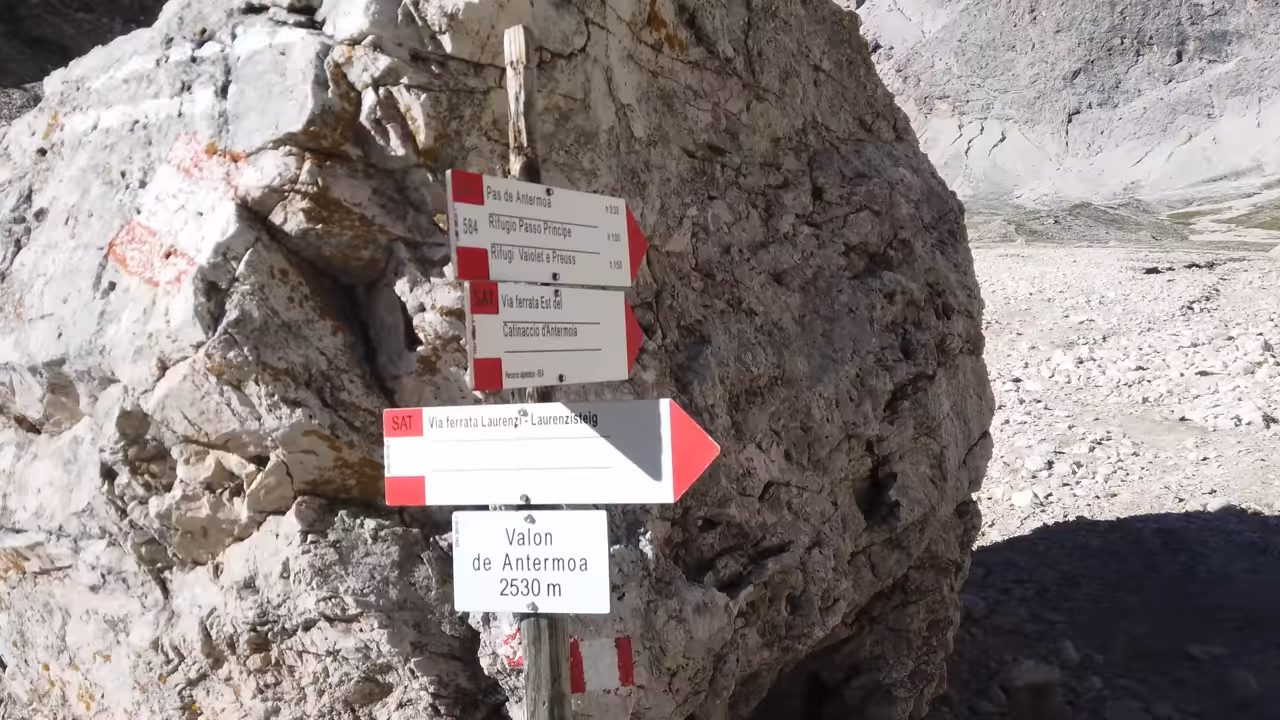 Pas de Antermoa h 0:30
584 Rifugio Passo Principe h 1:00
Rifugi Vaiolet e Preuss h 1:50
SAT Via ferrata Est del
Catinaccio d'Antermoia
SAT Via ferrata Laurenzi - Laurenzisteig
Valon
de Antermoa
2530 m